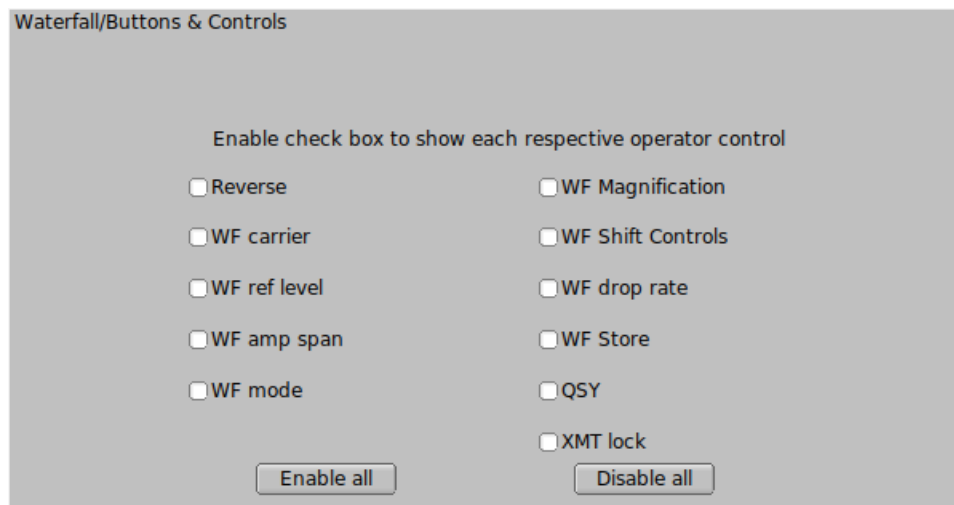 Waterfall/Buttons & Controls
Enable check box to show each respective operator control
Reverse
WF Magnification
WF carrier
WF Shift Controls
WF ref level
WF drop rate
WF amp span
WF Store
WF mode
QSY
XMT lock
Enable all
Disable all